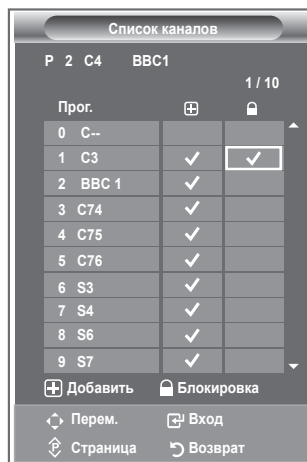 Список каналов
P 2 C4 BBC1
1 / 10
Прог.
0 C--
1 C3
2 BBC 1
3 C74
4 C75
5 C76
6 S3
7 S4
8 S6
9 S7
Добавить Блокировка
Перем. Вход
Страница Возврат